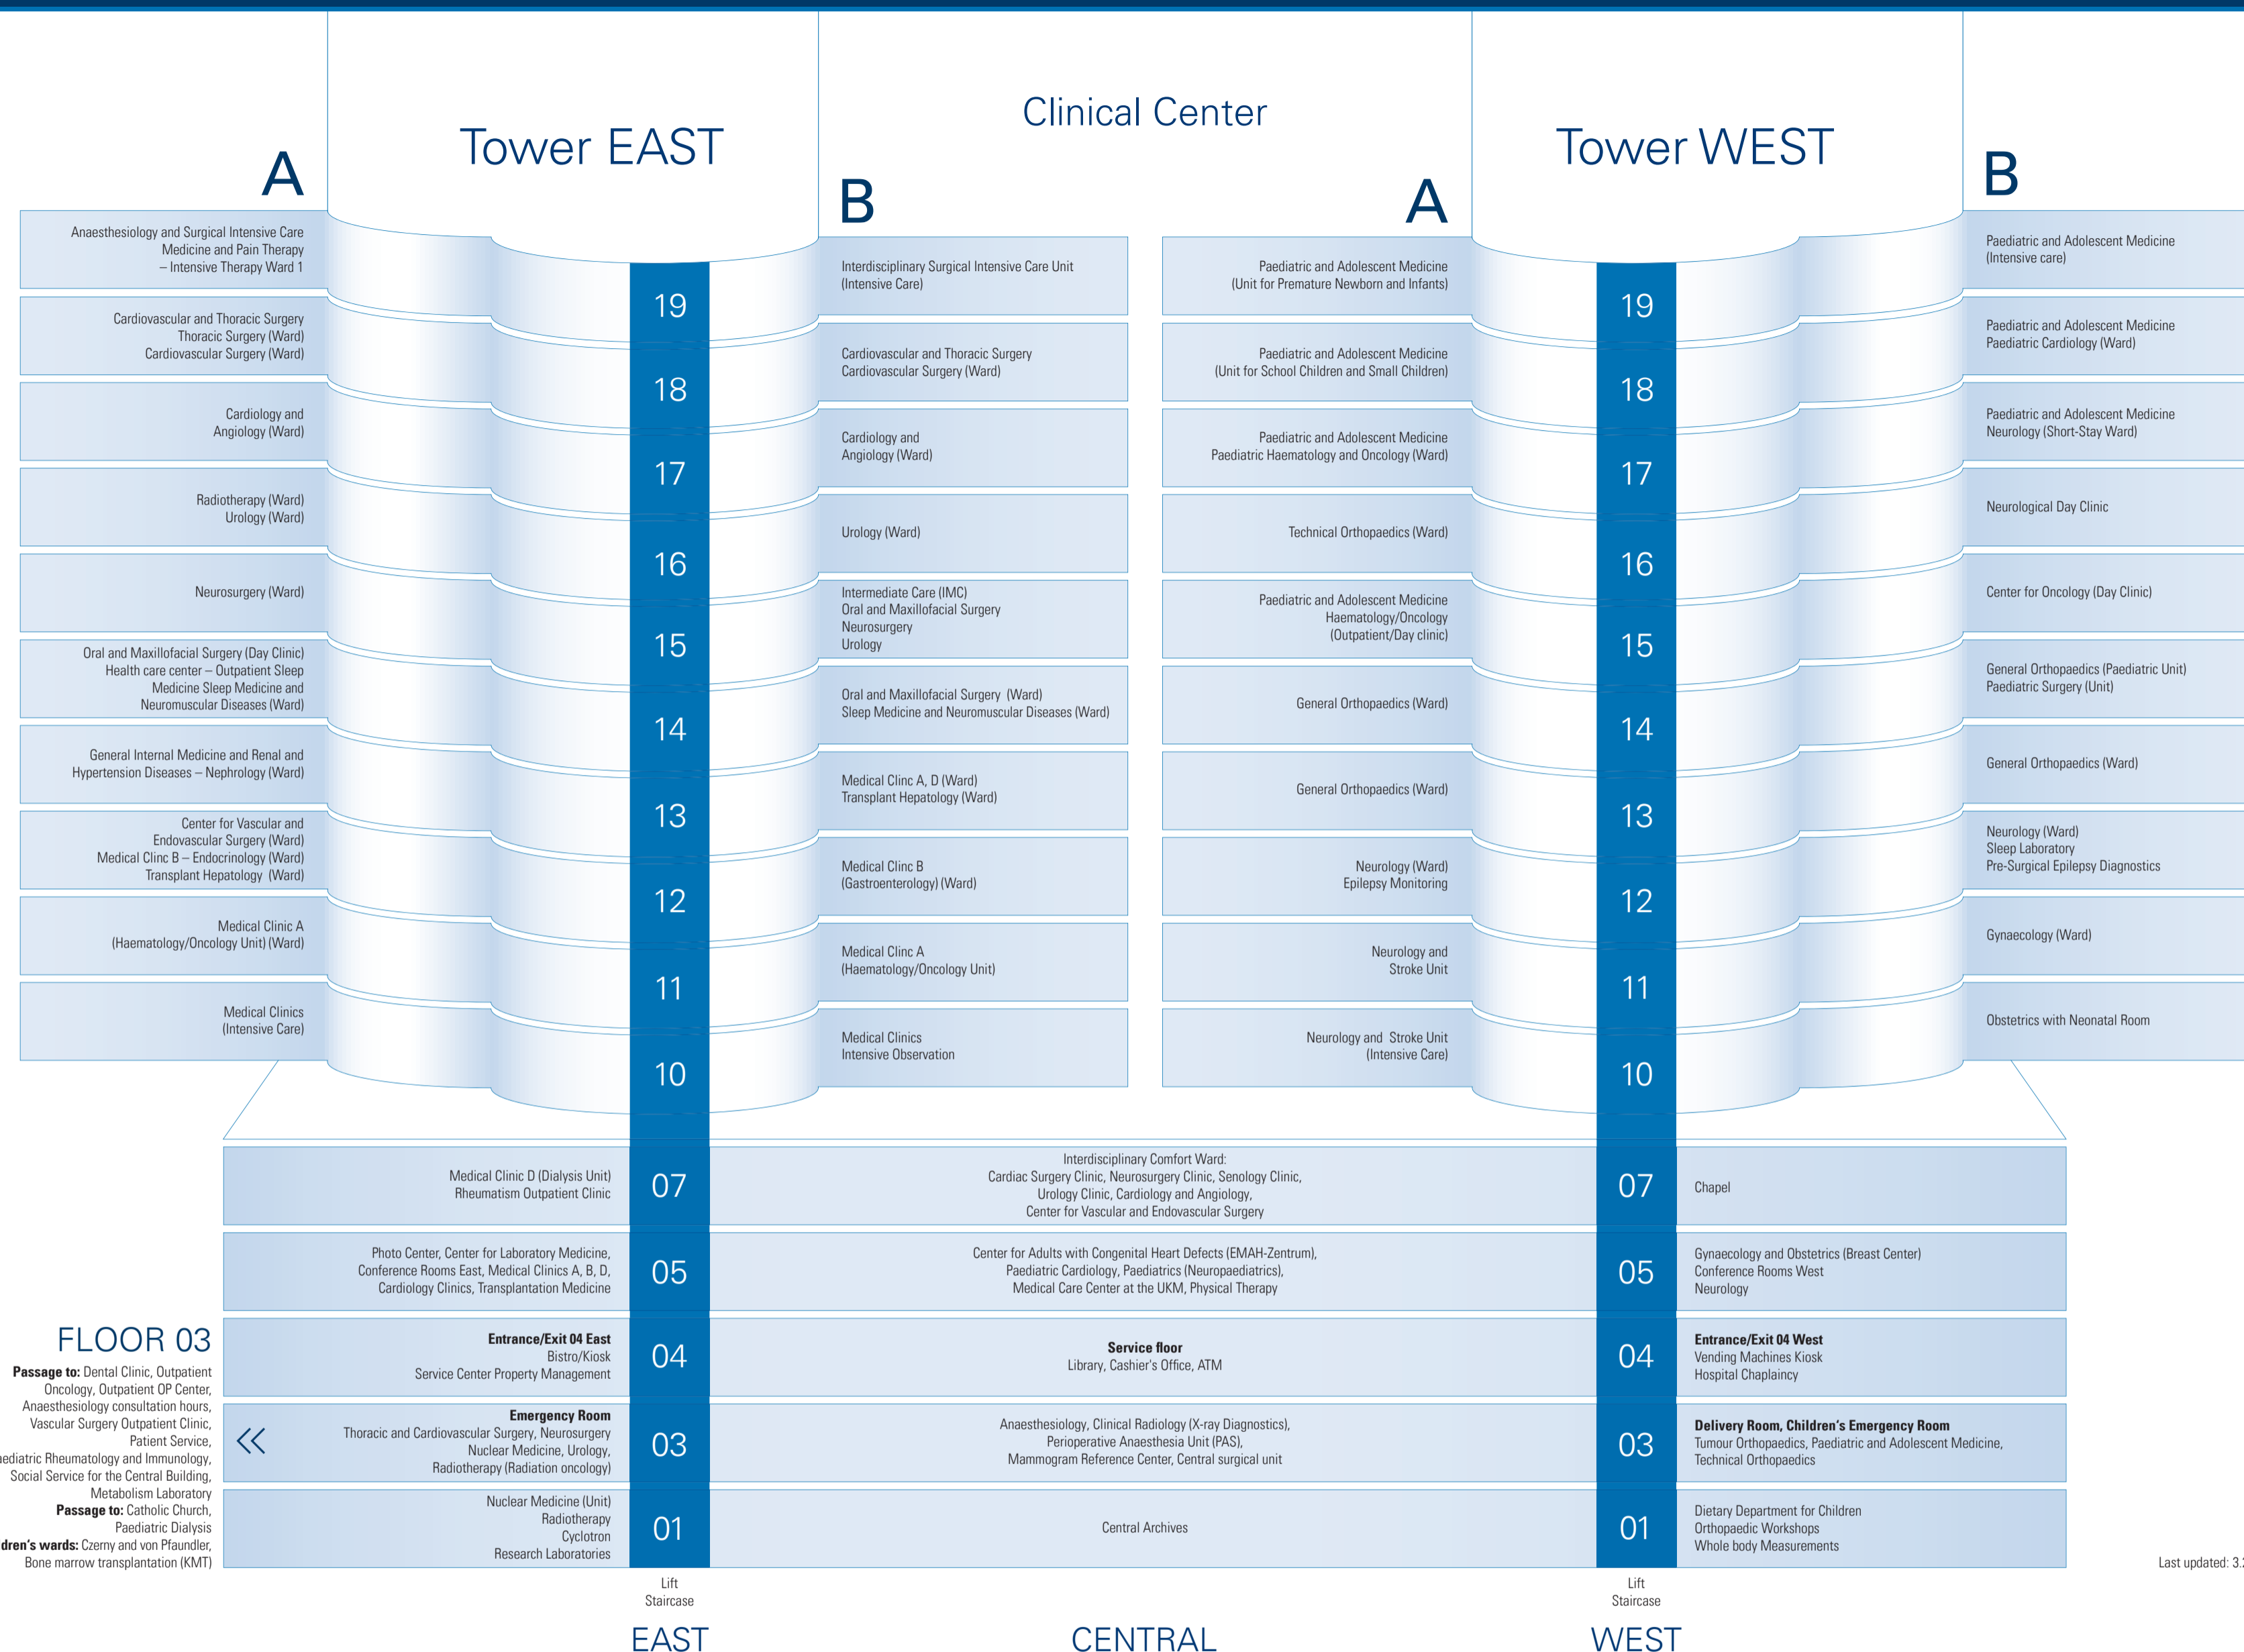 Clinical Center
Tower EAST
Tower WEST
A
B
A
B
Anaesthesiology and Surgical Intensive Care
Medicine and Pain Therapy
– Intensive Therapy Ward 1
19
Interdisciplinary Surgical Intensive Care Unit
(Intensive Care)
Paediatric and Adolescent Medicine
(Unit for Premature Newborn and Infants)
19
Paediatric and Adolescent Medicine
(Intensive care)
Cardiovascular and Thoracic Surgery
Thoracic Surgery (Ward)
Cardiovascular Surgery (Ward)
18
Cardiovascular and Thoracic Surgery
Cardiovascular Surgery (Ward)
Paediatric and Adolescent Medicine
(Unit for School Children and Small Children)
18
Paediatric and Adolescent Medicine
Paediatric Cardiology (Ward)
Cardiology and
Angiology (Ward)
17
Cardiology and
Angiology (Ward)
Paediatric and Adolescent Medicine
Paediatric Haematology and Oncology (Ward)
17
Paediatric and Adolescent Medicine
Neurology (Short-Stay Ward)
Radiotherapy (Ward)
Urology (Ward)
16
Urology (Ward)
Technical Orthopaedics (Ward)
16
Neurological Day Clinic
Neurosurgery (Ward)
15
Intermediate Care (IMC)
Oral and Maxillofacial Surgery
Neurosurgery
Urology
Paediatric and Adolescent Medicine
Haematology/Oncology
(Outpatient/Day clinic)
15
Center for Oncology (Day Clinic)
Oral and Maxillofacial Surgery (Day Clinic)
Health care center – Outpatient Sleep
Medicine Sleep Medicine and
Neuromuscular Diseases (Ward)
14
Oral and Maxillofacial Surgery (Ward)
Sleep Medicine and Neuromuscular Diseases (Ward)
General Orthopaedics (Ward)
14
General Orthopaedics (Paediatric Unit)
Paediatric Surgery (Unit)
General Internal Medicine and Renal and
Hypertension Diseases – Nephrology (Ward)
13
Medical Clinc A, D (Ward)
Transplant Hepatology (Ward)
General Orthopaedics (Ward)
13
General Orthopaedics (Ward)
Center for Vascular and
Endovascular Surgery (Ward)
Medical Clinc B – Endocrinology (Ward)
Transplant Hepatology (Ward)
12
Medical Clinc B
(Gastroenterology) (Ward)
Neurology (Ward)
Epilepsy Monitoring
12
Neurology (Ward)
Sleep Laboratory
Pre-Surgical Epilepsy Diagnostics
Medical Clinic A
(Haematology/Oncology Unit) (Ward)
11
Medical Clinc A
(Haematology/Oncology Unit)
Neurology and
Stroke Unit
11
Gynaecology (Ward)
Medical Clinics
(Intensive Care)
10
Medical Clinics
Intensive Observation
Neurology and Stroke Unit
(Intensive Care)
10
Obstetrics with Neonatal Room
Medical Clinic D (Dialysis Unit)
Rheumatism Outpatient Clinic
07
Interdisciplinary Comfort Ward:
Cardiac Surgery Clinic, Neurosurgery Clinic, Senology Clinic,
Urology Clinic, Cardiology and Angiology,
Center for Vascular and Endovascular Surgery
07
Chapel
Photo Center, Center for Laboratory Medicine,
Conference Rooms East, Medical Clinics A, B, D,
Cardiology Clinics, Transplantation Medicine
05
Center for Adults with Congenital Heart Defects (EMAH-Zentrum),
Paediatric Cardiology, Paediatrics (Neuropaediatrics),
Medical Care Center at the UKM, Physical Therapy
05
Gynaecology and Obstetrics (Breast Center)
Conference Rooms West
Neurology
Entrance/Exit 04 East
Bistro/Kiosk
Service Center Property Management
04
Service floor
Library, Cashier's Office, ATM
04
Entrance/Exit 04 West
Vending Machines Kiosk
Hospital Chaplaincy
FLOOR 03
Passage to: Dental Clinic, Outpatient
Oncology, Outpatient OP Center,
Anaesthesiology consultation hours,
Vascular Surgery Outpatient Clinic,
Patient Service,
aediatric Rheumatology and Immunology,
Social Service for the Central Building,
Metabolism Laboratory
Passage to: Catholic Church,
Paediatric Dialysis
dren's wards: Czerny and von Pfaundler,
Bone marrow transplantation (KMT)
Emergency Room
Thoracic and Cardiovascular Surgery, Neurosurgery
Nuclear Medicine, Urology,
Radiotherapy (Radiation oncology)
03
Anaesthesiology, Clinical Radiology (X-ray Diagnostics),
Perioperative Anaesthesia Unit (PAS),
Mammogram Reference Center, Central surgical unit
03
Delivery Room, Children's Emergency Room
Tumour Orthopaedics, Paediatric and Adolescent Medicine,
Technical Orthopaedics
Nuclear Medicine (Unit)
Radiotherapy
Cyclotron
Research Laboratories
01
Central Archives
01
Dietary Department for Children
Orthopaedic Workshops
Whole body Measurements
Last updated: 3.
Lift
Staircase
Lift
Staircase
EAST
CENTRAL
WEST